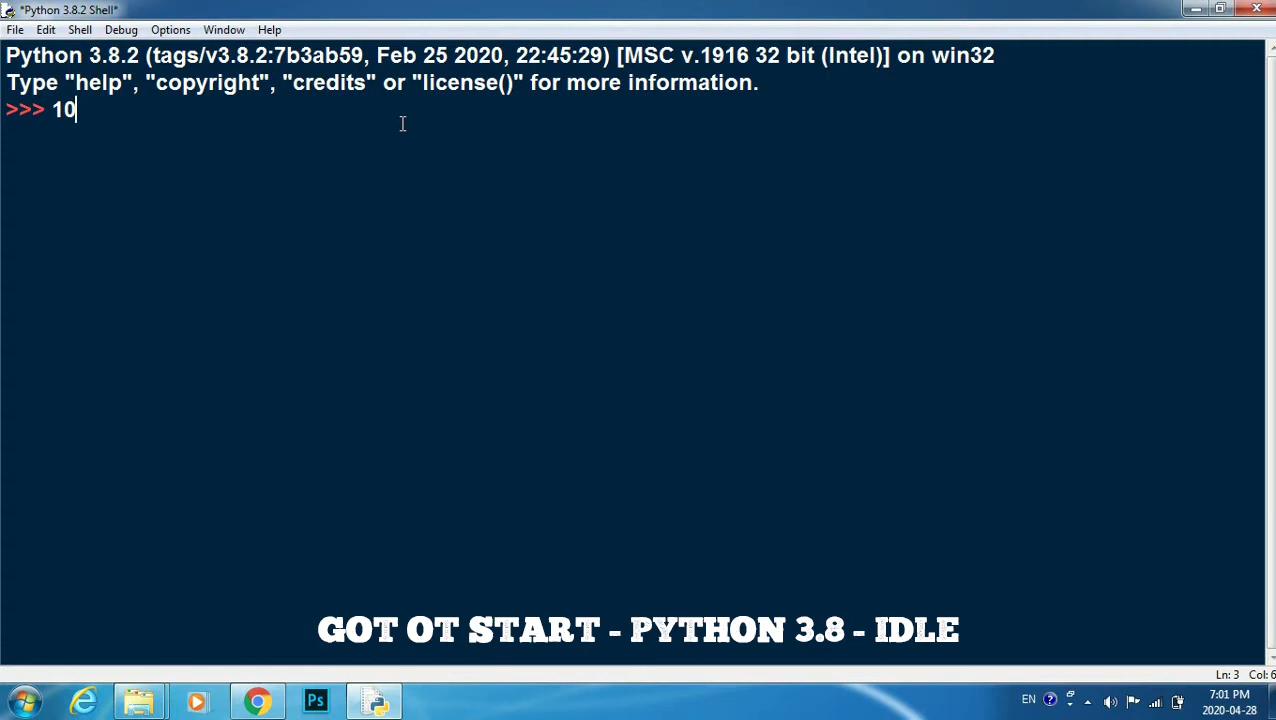 *Python 3.8.2 Shell*
File Edit Shell Debug Options Window Help
Python 3.8.2 (tags/v3.8.2:7b3ab59, Feb 25 2020, 22:45:29) [MSC v.1916 32 bit (Intel)] on win32
Type "help", "copyright", "credits" or "license()" for more information.
>>> 10
GOT OT START - PYTHON 3.8 - IDLE
Ln: 3 Col: 6
Ps
EN
7:01 PM
2020-04-28